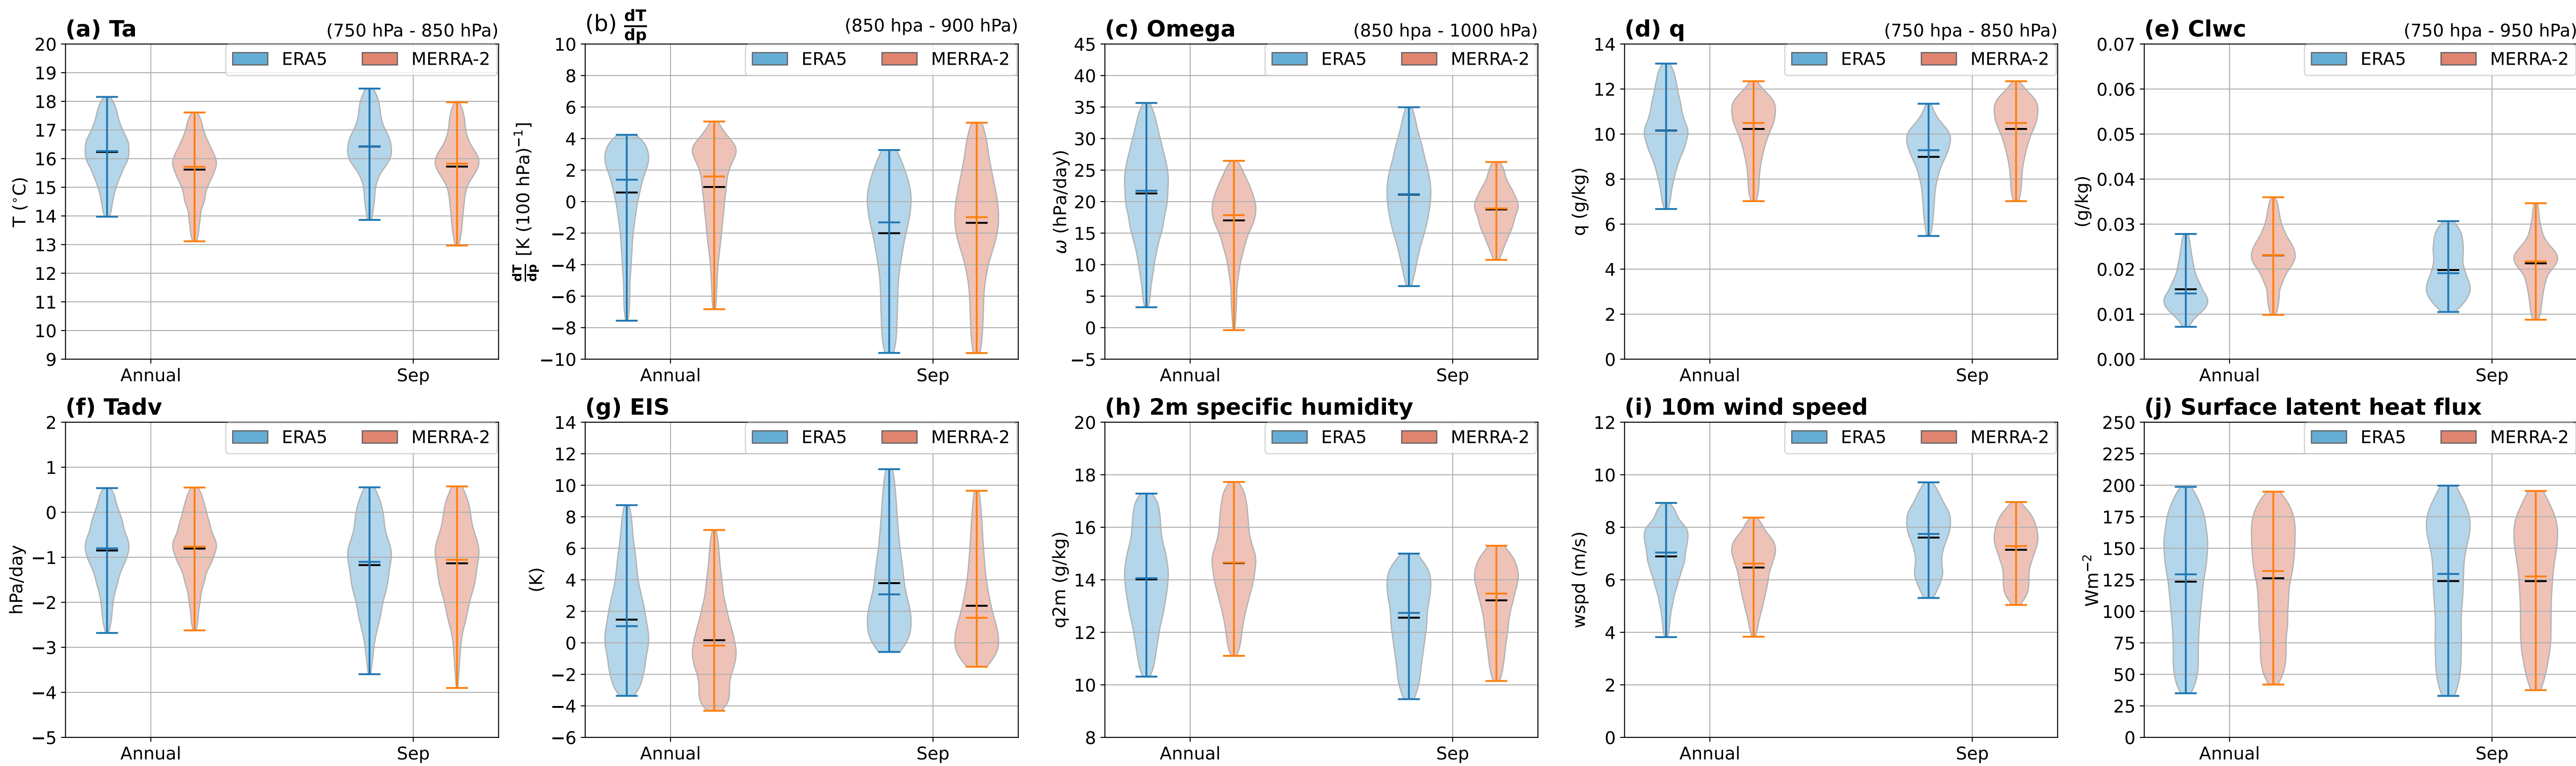 (a) Ta (750 hPa - 850 hPa)
ERA5 MERRA-2
20
19
18
17
16
15
14
13
12
11
10
9
T (°C)
Annual Sep
(b) dT/dp (850 hpa - 900 hPa)
ERA5 MERRA-2
10
8
6
4
2
0
−2
−4
−6
−8
−10
dT/dp [K (100 hPa)⁻¹]
Annual Sep
(c) Omega (850 hPa - 1000 hPa)
ERA5 MERRA-2
45
40
35
30
25
20
15
10
5
0
−5
ω (hPa/day)
Annual Sep
(d) q (750 hpa - 850 hPa)
ERA5 MERRA-2
14
12
10
8
6
4
2
0
q (g/kg)
Annual Sep
(e) Clwc (750 hpa - 950 hPa)
ERA5 MERRA-2
0.07
0.06
0.05
0.04
0.03
0.02
0.01
0.00
(g/kg)
Annual Sep
(f) Tadv
ERA5 MERRA-2
2
1
0
−1
−2
−3
−4
−5
hPa/day
Annual Sep
(g) EIS
ERA5 MERRA-2
14
12
10
8
6
4
2
0
−2
−4
−6
(K)
Annual Sep
(h) 2m specific humidity
ERA5 MERRA-2
20
18
16
14
12
10
8
q2m (g/kg)
Annual Sep
(i) 10m wind speed
ERA5 MERRA-2
12
10
8
6
4
2
0
wspd (m/s)
Annual Sep
(j) Surface latent heat flux
ERA5 MERRA-2
250
225
200
175
150
125
100
75
50
25
0
Wm⁻²
Annual Sep